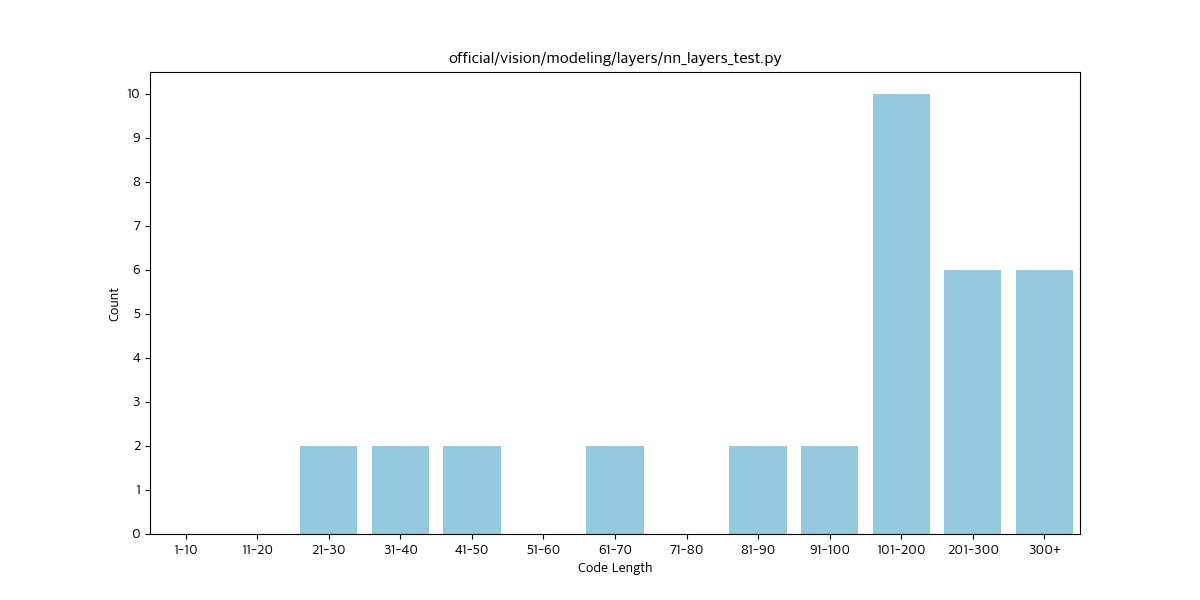 official/vision/modeling/layers/nn_layers_test.py
10
9
8
7
6
5
4
3
2
1
0
Count
1-10 11-20 21-30 31-40 41-50 51-60 61-70 71-80 81-90 91-100 101-200 201-300 300+
Code Length